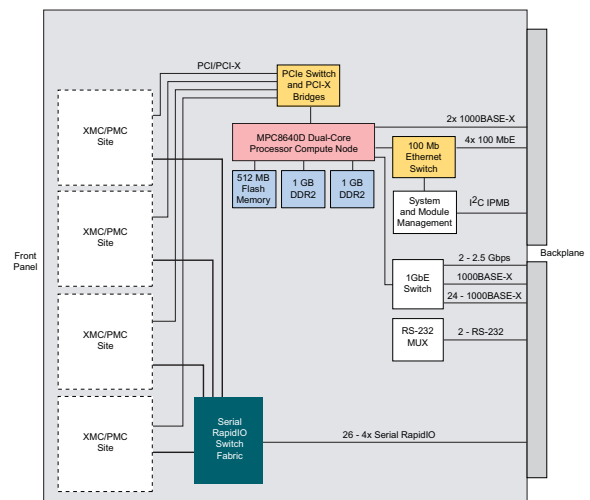 PCI/PCI-X
PCIe Swittch
and PCI-X
Bridges
XMC/PMC
Site
MPC8640D Dual-Core
Processor Compute Node
2x 1000BASE-X
4x 100 MbE
100 Mb
Ethernet
Switch
512 MB
Flash
Memory
1 GB
DDR2
1 GB
DDR2
System
and Module
Management
I2C IPMB
XMC/PMC
Site
Front
Panel
Backplane
2 - 2.5 Gbps
1GbE
Switch
1000BASE-X
24 - 1000BASE-X
XMC/PMC
Site
RS-232
MUX
2 - RS-232
XMC/PMC
Site
Serial
RapidIO
Switch
Fabric
26 - 4x Serial RapidIO